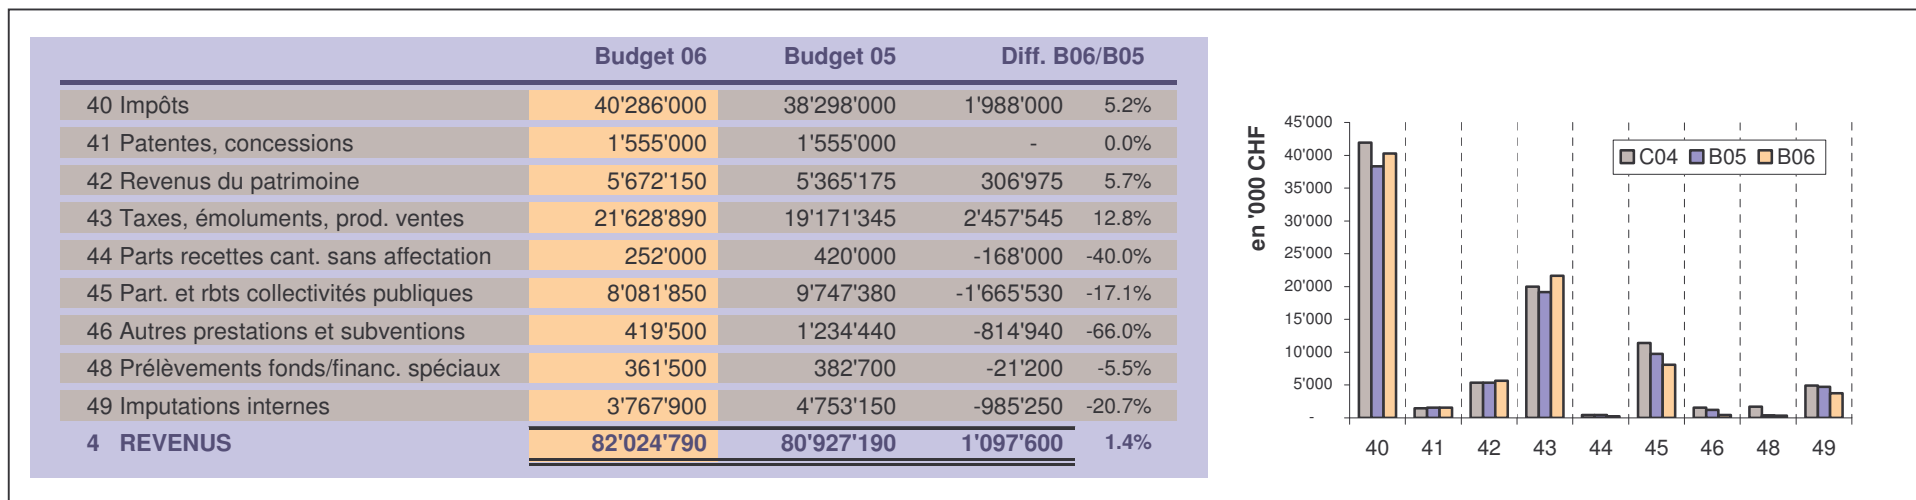 Budget 06 Budget 05 Diff. B06/B05
40 Impôts 40'286'000 38'298'000 1'988'000 5.2%
41 Patentes, concessions 1'555'000 1'555'000 - 0.0%
42 Revenus du patrimoine 5'672'150 5'365'175 306'975 5.7%
43 Taxes, émoluments, prod. ventes 21'628'890 19'171'345 2'457'545 12.8%
44 Parts recettes cant. sans affectation 252'000 420'000 -168'000 -40.0%
45 Part. et rbts collectivités publiques 8'081'850 9'747'380 -1'665'530 -17.1%
46 Autres prestations et subventions 419'500 1'234'440 -814'940 -66.0%
48 Prélèvements fonds/financ. spéciaux 361'500 382'700 -21'200 -5.5%
49 Imputations internes 3'767'900 4'753'150 -985'250 -20.7%
4 REVENUS 82'024'790 80'927'190 1'097'600 1.4%
en '000 CHF
45'000
40'000
35'000
30'000
25'000
20'000
15'000
10'000
5'000
-
C04 B05 B06
40 41 42 43 44 45 46 48 49